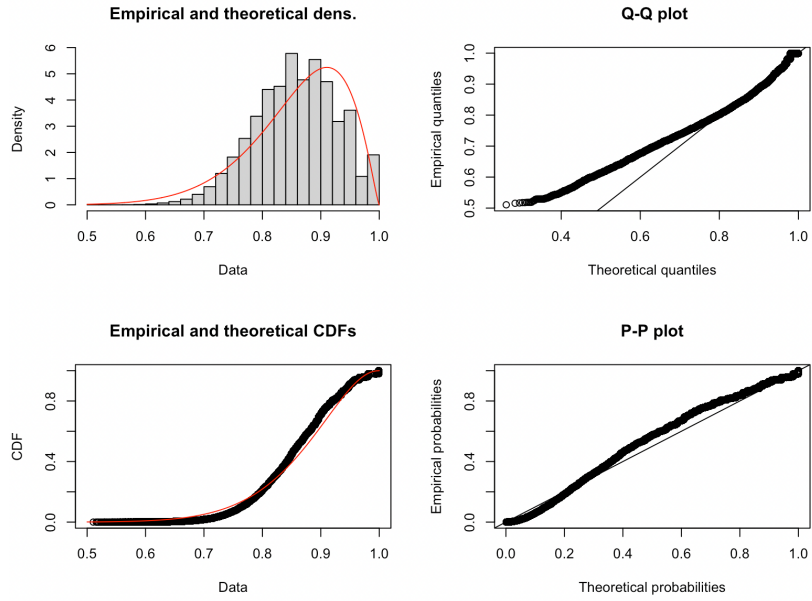 Empirical and theoretical dens.
Density
0 1 2 3 4 5 6
0.5 0.6 0.7 0.8 0.9 1.0
Data
Q-Q plot
Empirical quantiles
0.5 0.6 0.7 0.8 0.9 1.0
0.4 0.6 0.8 1.0
Theoretical quantiles
Empirical and theoretical CDFs
CDF
0.0 0.4 0.8
0.5 0.6 0.7 0.8 0.9 1.0
Data
P-P plot
Empirical probabilities
0.0 0.4 0.8
0.0 0.2 0.4 0.6 0.8 1.0
Theoretical probabilities